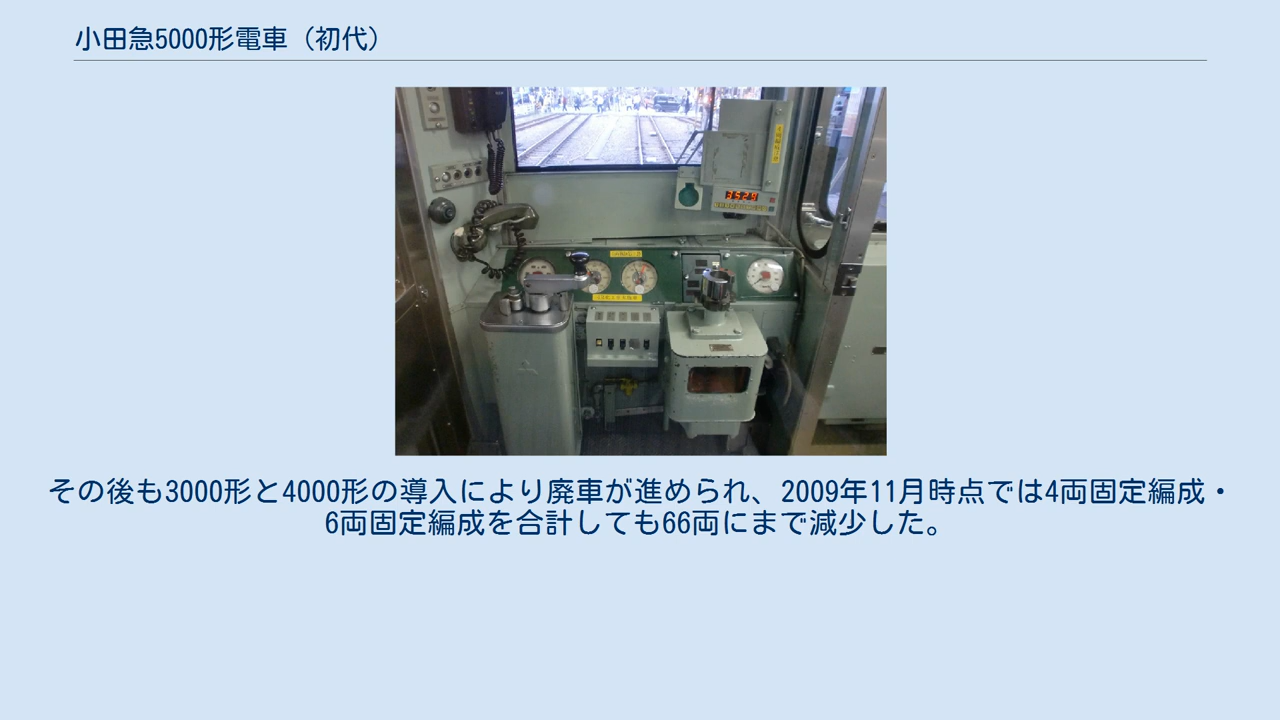 小田急5000形電車（初代）
3529
その後も3000形と4000形の導入により廃車が進められ、2009年11月時点では4両固定編成・
6両固定編成を合計しても66両にまで減少した。